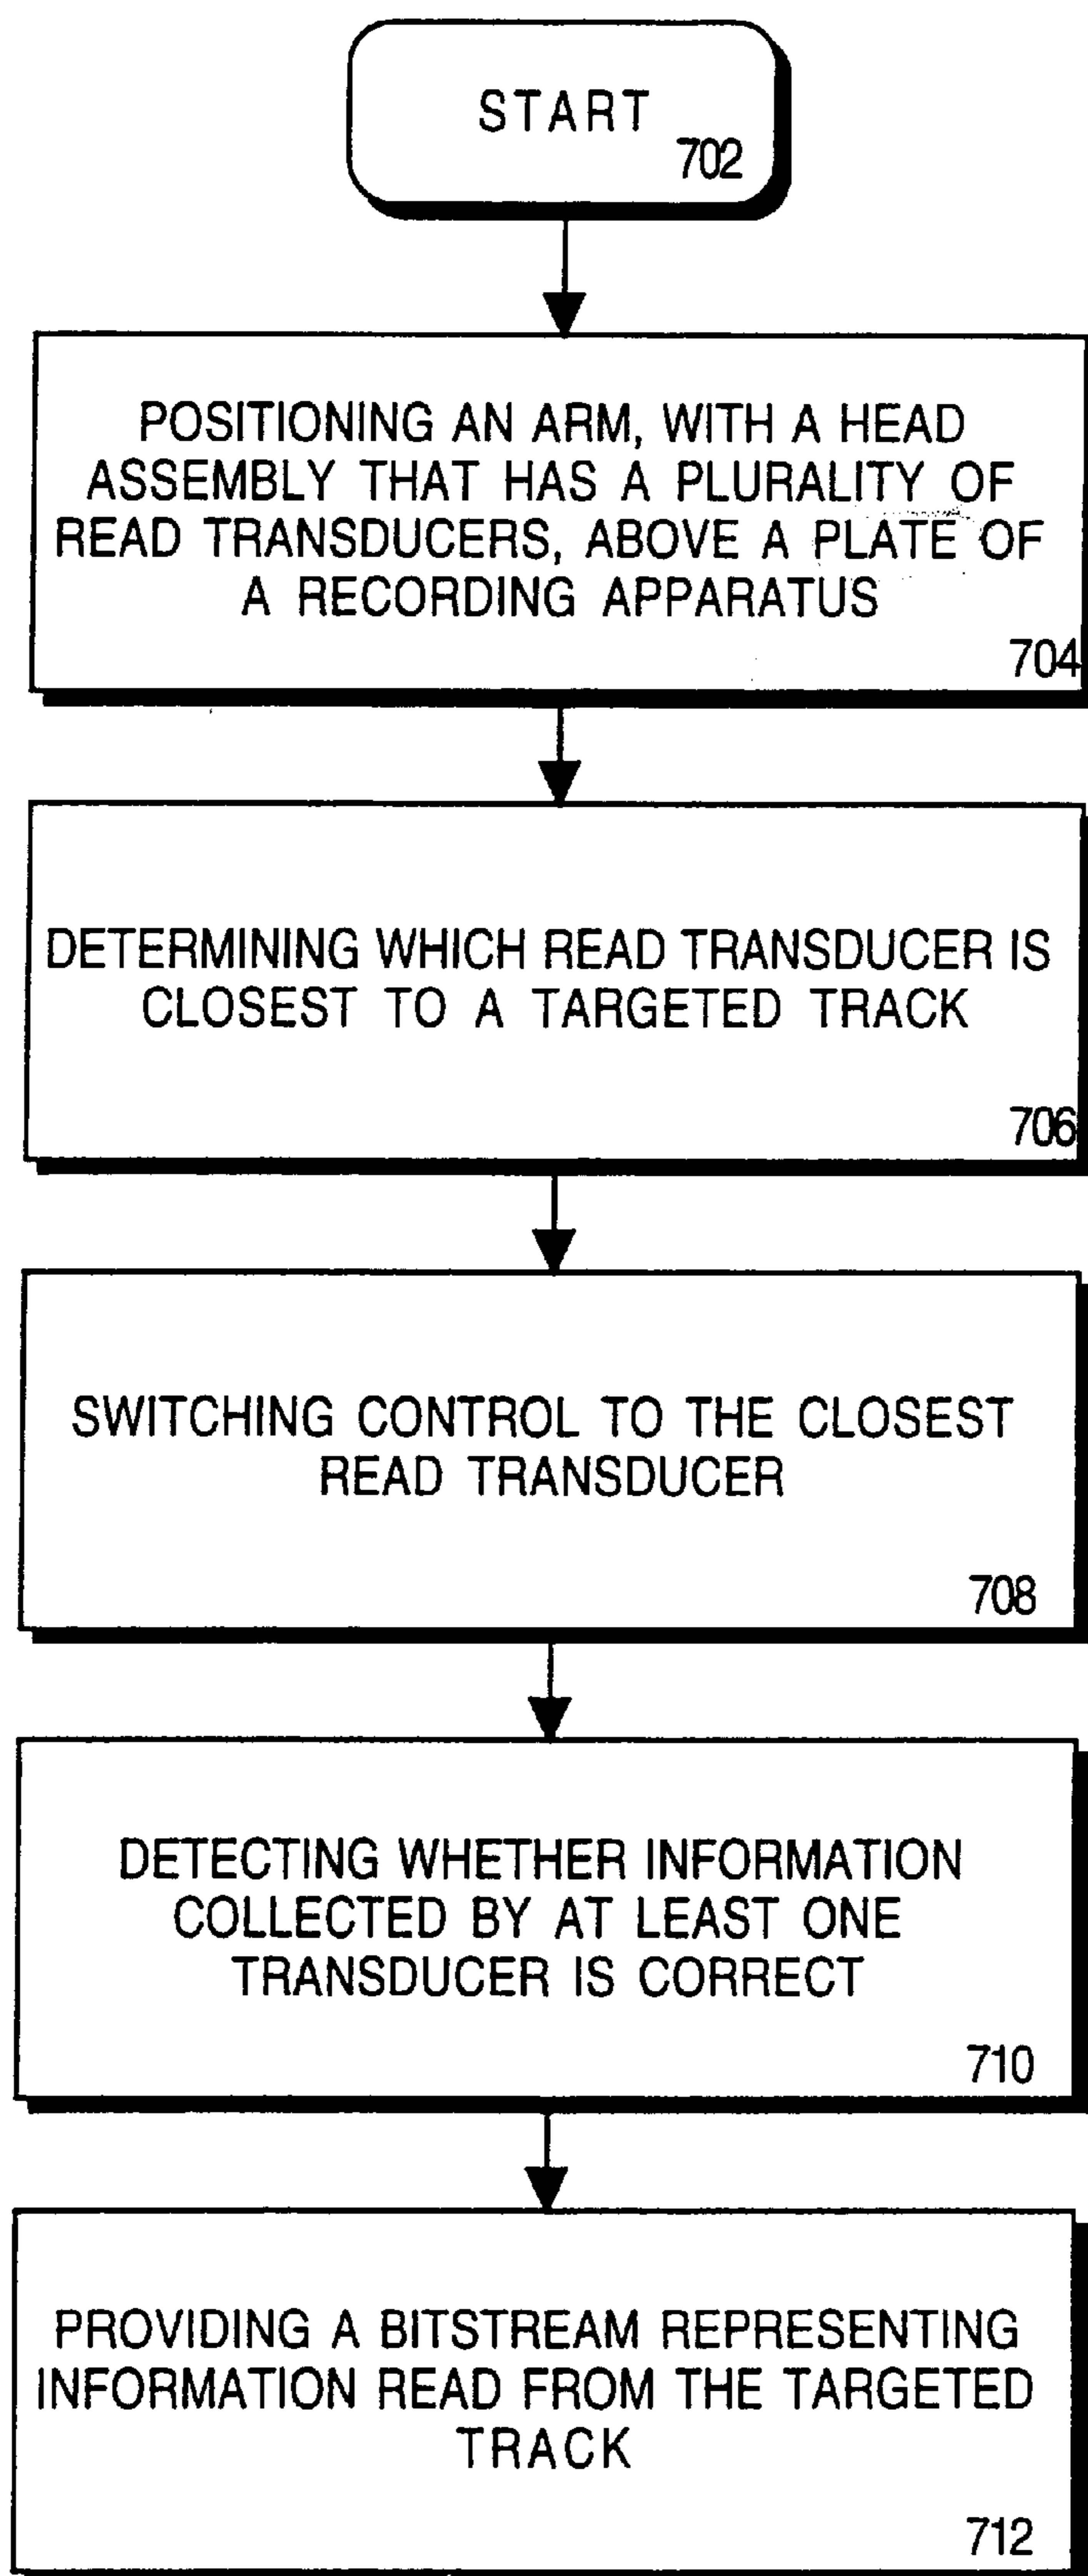 START
702
POSITIONING AN ARM, WITH A HEAD
ASSEMBLY THAT HAS A PLURALITY OF
READ TRANSDUCERS, ABOVE A PLATE OF
A RECORDING APPARATUS
704
DETERMINING WHICH READ TRANSDUCER IS
CLOSEST TO A TARGETED TRACK
706
SWITCHING CONTROL TO THE CLOSEST
READ TRANSDUCER
708
DETECTING WHETHER INFORMATION
COLLECTED BY AT LEAST ONE
TRANSDUCER IS CORRECT
710
PROVIDING A BITSTREAM REPRESENTING
INFORMATION READ FROM THE TARGETED
TRACK
712